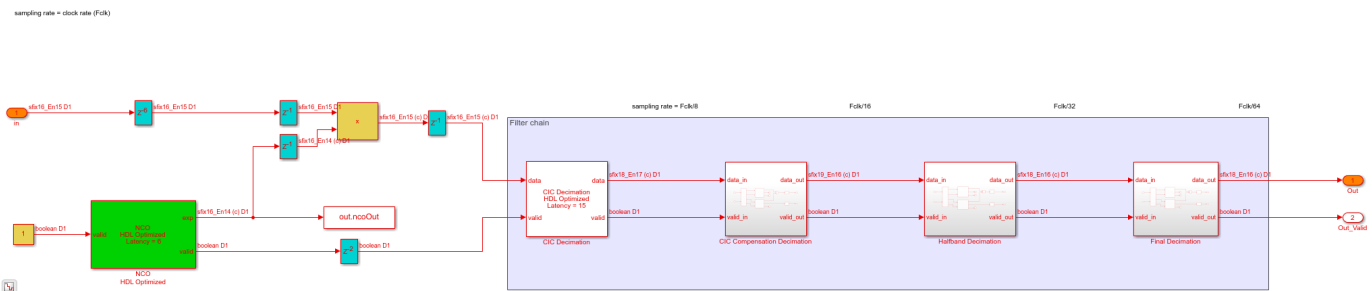 sampling rate = clock rate (Fclk)
sfix16_En15 D1
sfix16_En15 D1
sfix16_En15 D1
1
in
z-6
z-1
x
sfix16_En15 (c) D1
z-1
sfix16_En15 (c) D1
sfix16_En14 (c) D1
sampling rate = Fclk/8
Fclk/16
Fclk/32
Fclk/64
Filter chain
data
CIC Decimation
HDL Optimized
Latency = 15
data
valid
valid
CIC Decimation
sfix18_En17 (c) D1
boolean D1
data_in
data_out
valid_in
valid_out
CIC Compensation Decimation
sfix19_En16 (c) D1
boolean D1
data_in
data_out
valid_in
valid_out
Halfband Decimation
sfix18_En16 (c) D1
boolean D1
data_in
data_out
valid_in
valid_out
Final Decimation
sfix18_En16 (c) D1
boolean D1
1
Out
2
Out_Valid
1
boolean D1
valid
NCO
HDL Optimized
Latency = 6
exp
valid
NCO
HDL Optimized
sfix16_En14 (c) D1
out.ncoOut
boolean D1
z-2
boolean D1